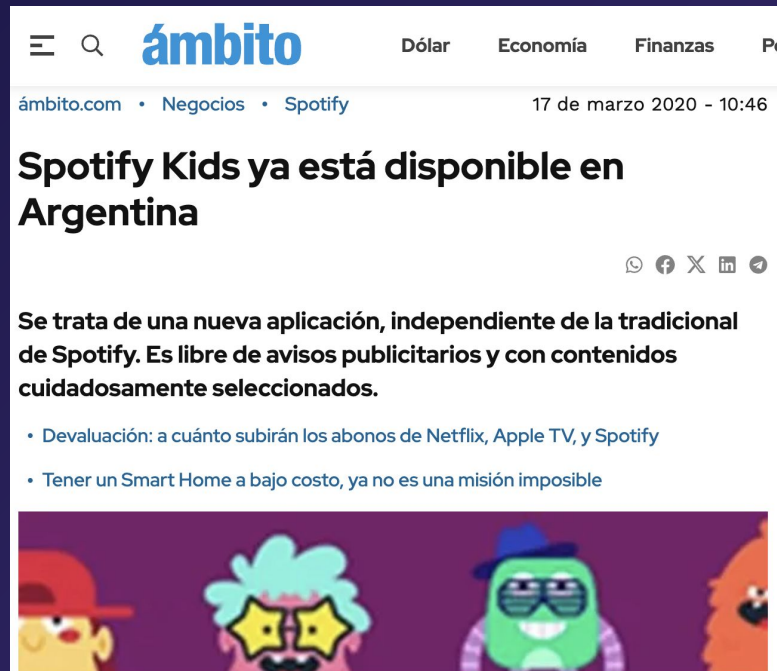 ámbito
Dólar Economía Finanzas
ámbito.com • Negocios • Spotify
17 de marzo 2020 - 10:46
Spotify Kids ya está disponible en
Argentina
in
Se trata de una nueva aplicación, independiente de la tradicional
de Spotify. Es libre de avisos publicitarios y con contenidos
cuidadosamente seleccionados.
• Devaluación: a cuánto subirán los abonos de Netflix, Apple TV, y Spotify
• Tener un Smart Home a bajo costo, ya no es una misión imposible